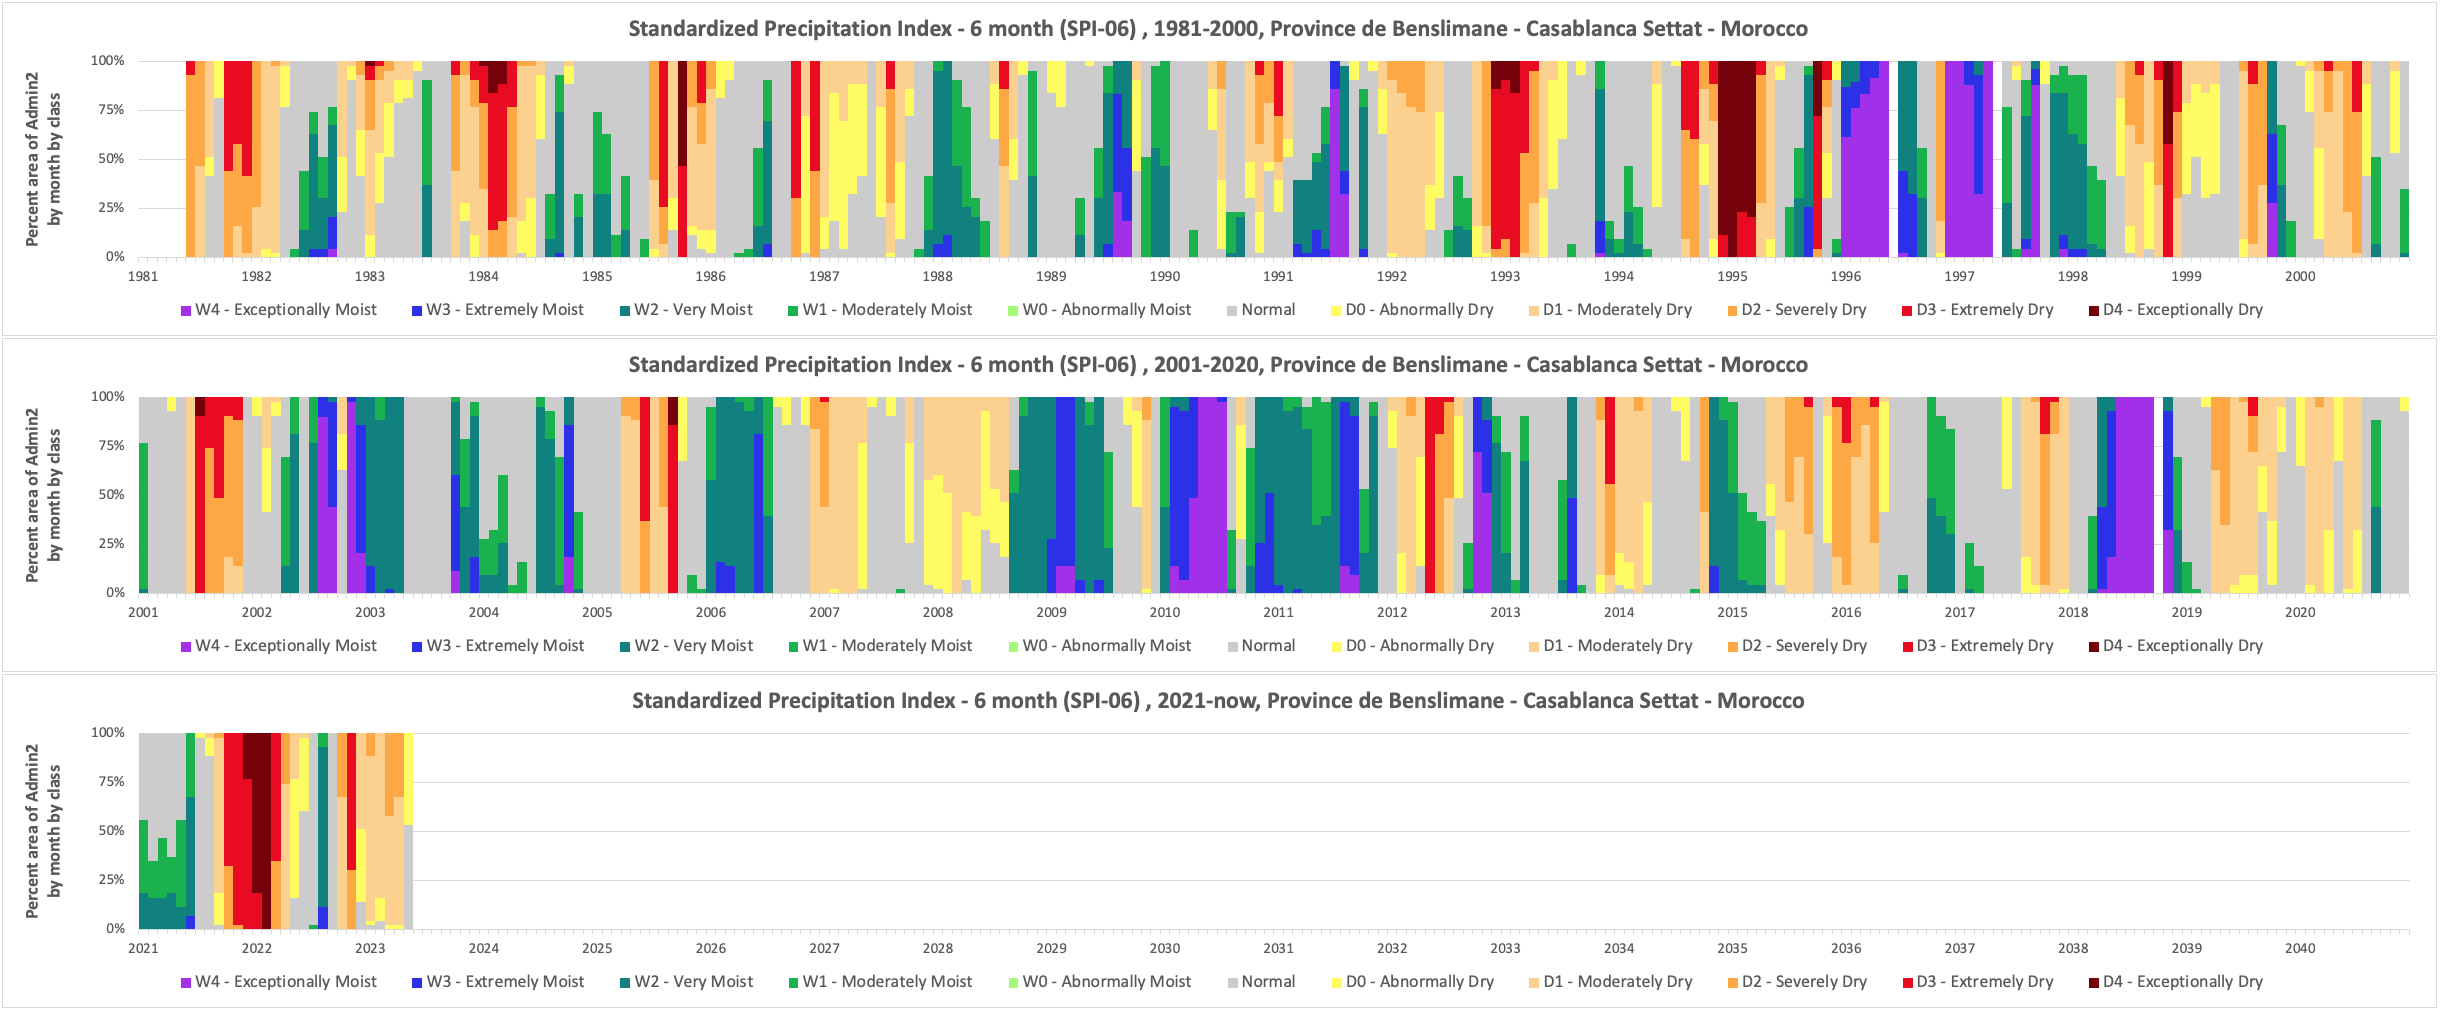 Standardized Precipitation Index - 6 month (SPI-06) , 1981-2000, Province de Benslimane - Casablanca Settat - Morocco
Percent area of Admin2
by month by class
100%
75%
50%
25%
0%
1981 1982 1983 1984 1985 1986 1987 1988 1989 1990 1991 1992 1993 1994 1995 1996 1997 1998 1999 2000
W4 - Exceptionally Moist W3 - Extremely Moist W2 - Very Moist W1 - Moderately Moist W0 - Abnormally Moist Normal D0 - Abnormally Dry D1 - Moderately Dry D2 - Severely Dry D3 - Extremely Dry D4 - Exceptionally Dry
Standardized Precipitation Index - 6 month (SPI-06) , 2001-2020, Province de Benslimane - Casablanca Settat - Morocco
Percent area of Admin2
by month by class
100%
75%
50%
25%
0%
2001 2002 2003 2004 2005 2006 2007 2008 2009 2010 2011 2012 2013 2014 2015 2016 2017 2018 2019 2020
W4 - Exceptionally Moist W3 - Extremely Moist W2 - Very Moist W1 - Moderately Moist W0 - Abnormally Moist Normal D0 - Abnormally Dry D1 - Moderately Dry D2 - Severely Dry D3 - Extremely Dry D4 - Exceptionally Dry
Standardized Precipitation Index - 6 month (SPI-06) , 2021-now, Province de Benslimane - Casablanca Settat - Morocco
Percent area of Admin2
by month by class
100%
75%
50%
25%
0%
2021 2022 2023 2024 2025 2026 2027 2028 2029 2030 2031 2032 2033 2034 2035 2036 2037 2038 2039 2040
W4 - Exceptionally Moist W3 - Extremely Moist W2 - Very Moist W1 - Moderately Moist W0 - Abnormally Moist Normal D0 - Abnormally Dry D1 - Moderately Dry D2 - Severely Dry D3 - Extremely Dry D4 - Exceptionally Dry